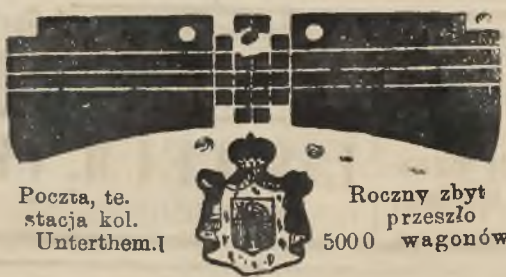 Poczta, te.
stacja kol.
Unterthem.
Roczny zbyt
przeszło
5000 wagonów